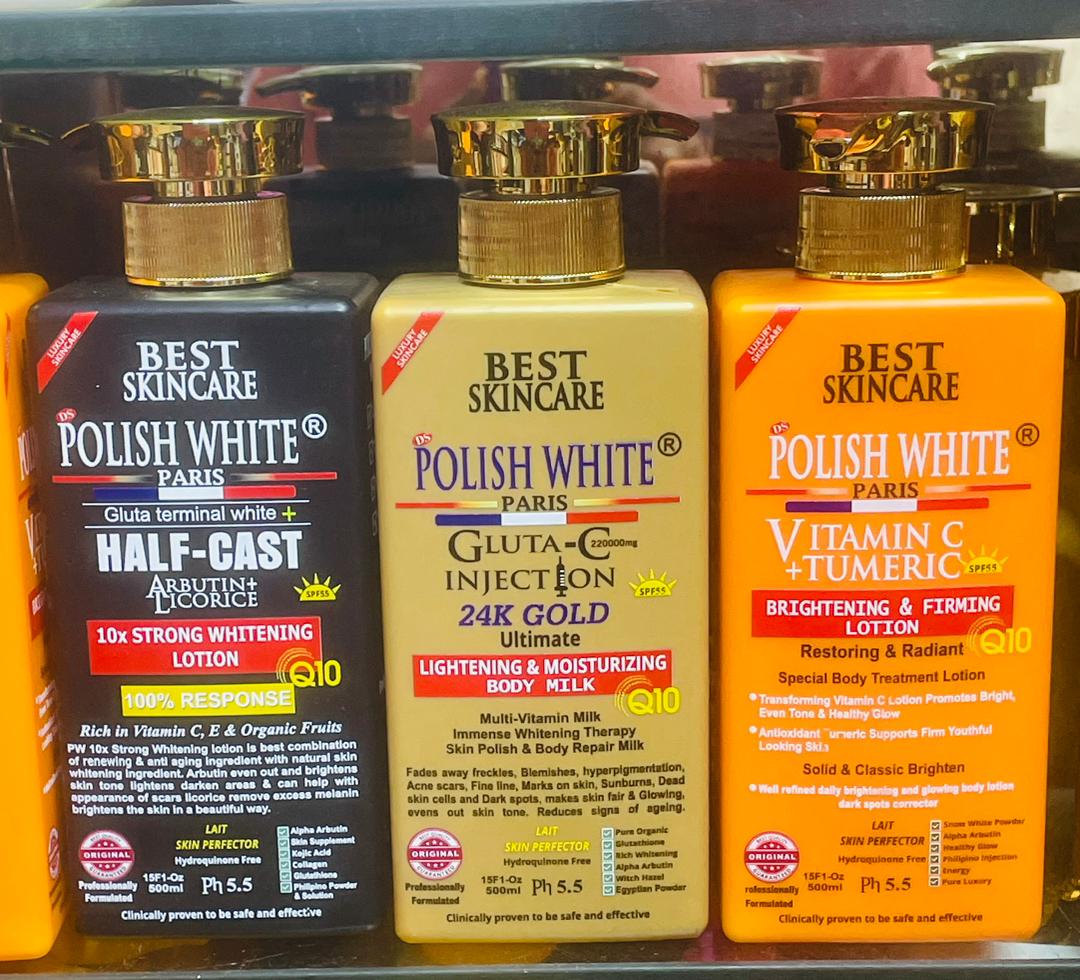 LUXURY
SKINCARE
BEST
SKINCARE
DS
POLISH WHITE®
PARIS
Gluta terminal white +
HALF-CAST
ARBUTIN+
LICORICE
SPF55
10x STRONG WHITENING
LOTION
Q10
100% RESPONSE
Rich in Vitamin C, E & Organic Fruits
PW 10x Strong Whitening lotion is best combination
of renewing & anti aging ingredient with natural skin
whitening ingredient. Arbutin even out and brightens
skin tone lightens darken areas & can help with
appearance of scars licorice remove excess melanin
brightens the skin in a beautiful way.
ORIGINAL
GUARANTEED
Professionally
Formulated
15F1-Oz
500ml
LAIT
SKIN PERFECTOR
Hydroquinone Free
Ph 5.5
Alpha Arbutin
Skin Supplement
Kojic Acid
Collagen
Glutathione
Philipino Powder
& Solution
Clinically proven to be safe and effective
LUXURY
SKINCARE
BEST
SKINCARE
DS
POLISH WHITE®
PARIS
GLUTA-C 220000mg
INJECTION
SPF55
24K GOLD
Ultimate
LIGHTENING & MOISTURIZING
BODY MILK
Q10
Multi-Vitamin Milk
Immense Whitening Therapy
Skin Polish & Body Repair Milk
Fades away freckles, Blemishes, hyperpigmentation,
Acne scars, Fine line, Marks on skin, Sunburns, Dead
skin cells and Dark spots, makes skin fair & Glowing,
evens out skin tone. Reduces signs of ageing.
ORIGINAL
GUARANTEED
Professionally
Formulated
15F1-Oz
500ml
LAIT
SKIN PERFECTOR
Hydroquinone Free
Ph 5.5
Pure Organic
Glutathione
Rich Whitening
Alpha Arbutin
Witch Hazel
Egyptian Powder
Clinically proven to be safe and effective
LUXURY
SKINCARE
BEST
SKINCARE
DS
POLISH WHITE®
PARIS
VITAMIN C
+TUMERIC
SPF55
BRIGHTENING & FIRMING
LOTION
Q10
Restoring & Radiant
Special Body Treatment Lotion
Transforming Vitamin C Lotion Promotes Bright,
Even Tone & Healthy Glow
Antioxidant Tumeric Supports Firm Youthful
Looking Skin
Solid & Classic Brighten
Well refined daily brightening and glowing body lotion
dark spots corrector
ORIGINAL
GUARANTEED
rofessionally
Formulated
15F1-Oz
500ml
LAIT
SKIN PERFECTOR
Hydroquinone Free
Ph 5.5
Snow White Powder
Alpha Arbutin
Healthy Glow
Philipino Injection
Energy
Pure Luxury
Clinically proven to be safe and effective